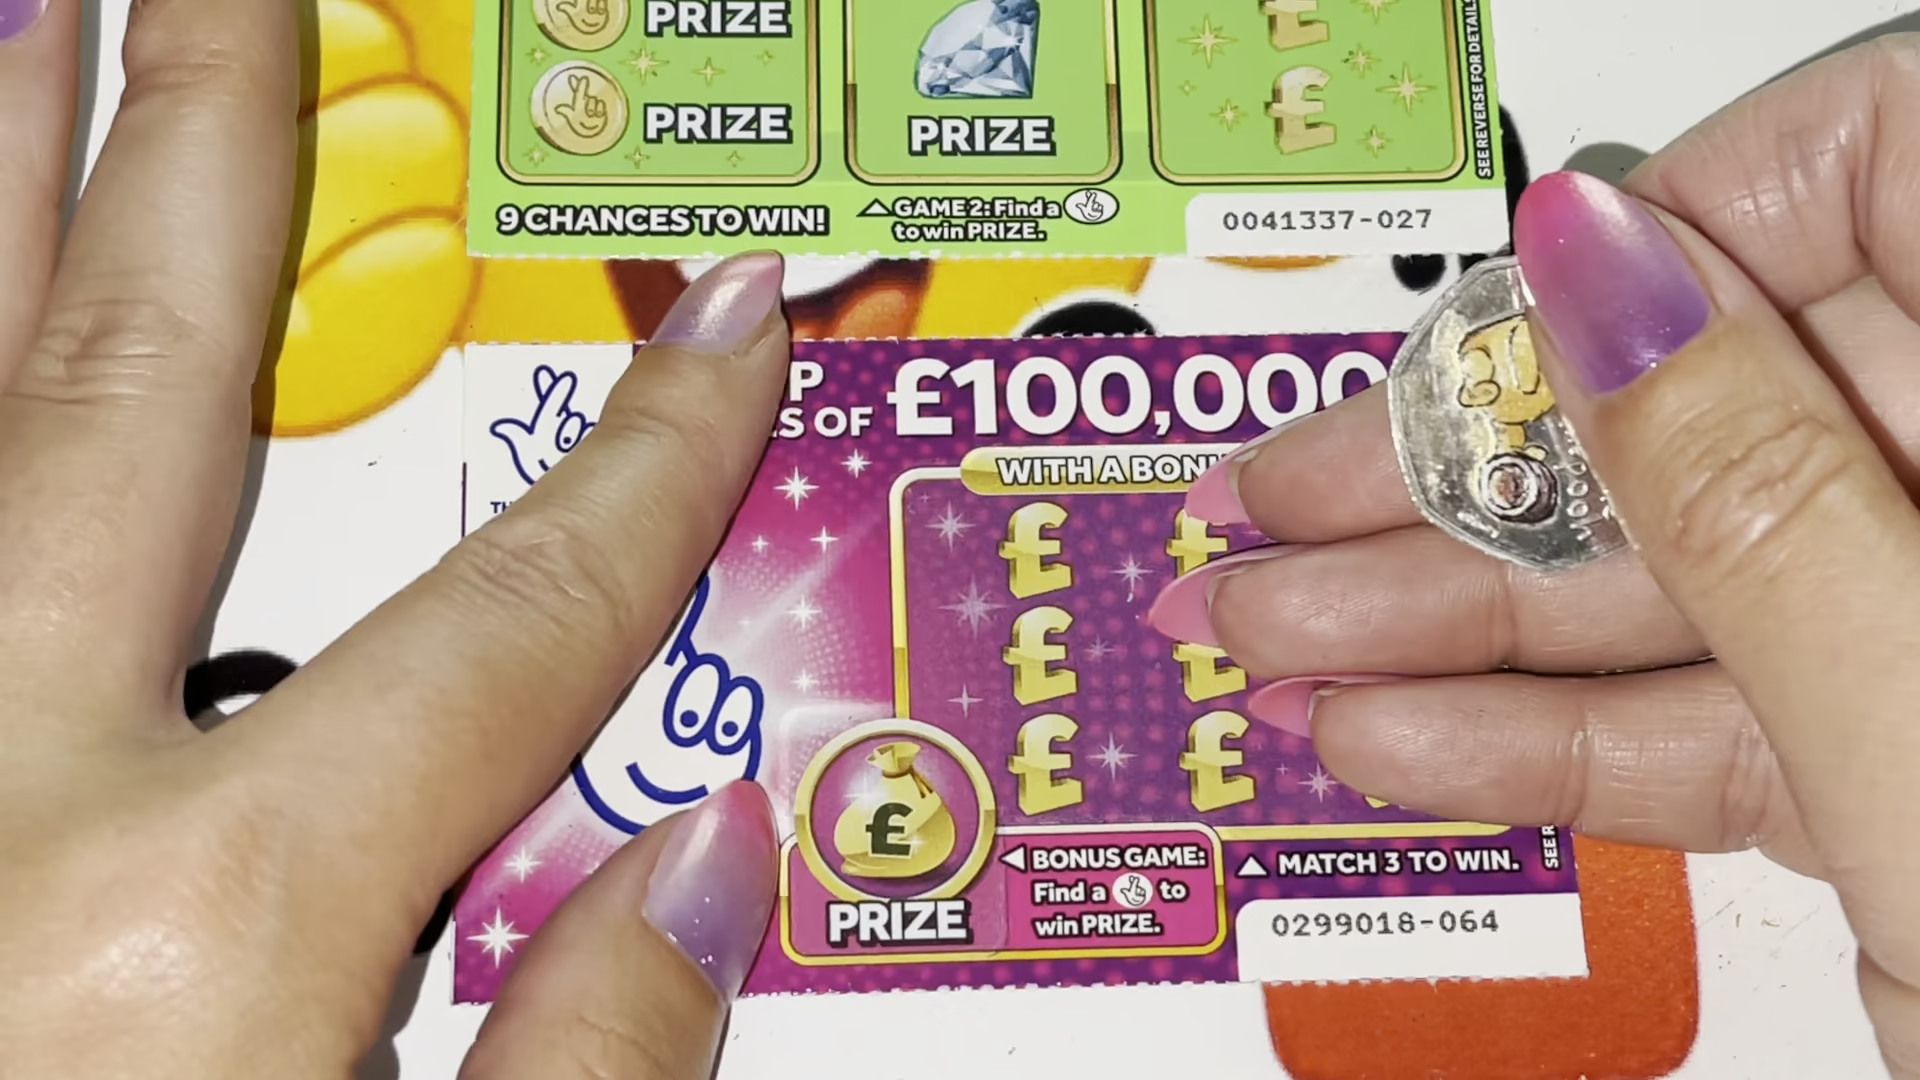 PRIZE
PRIZE
PRIZE
£
£
SEE REVERSE FOR DETAILS
9 CHANCES TO WIN!
GAME 2: Find a
to win PRIZE.
0041337-027
OF £100,000
WITH A
£ £
£ £
£ £
£
PRIZE
BONUS GAME:
Find a to
win PRIZE.
MATCH 3 TO WIN.
0299018-064